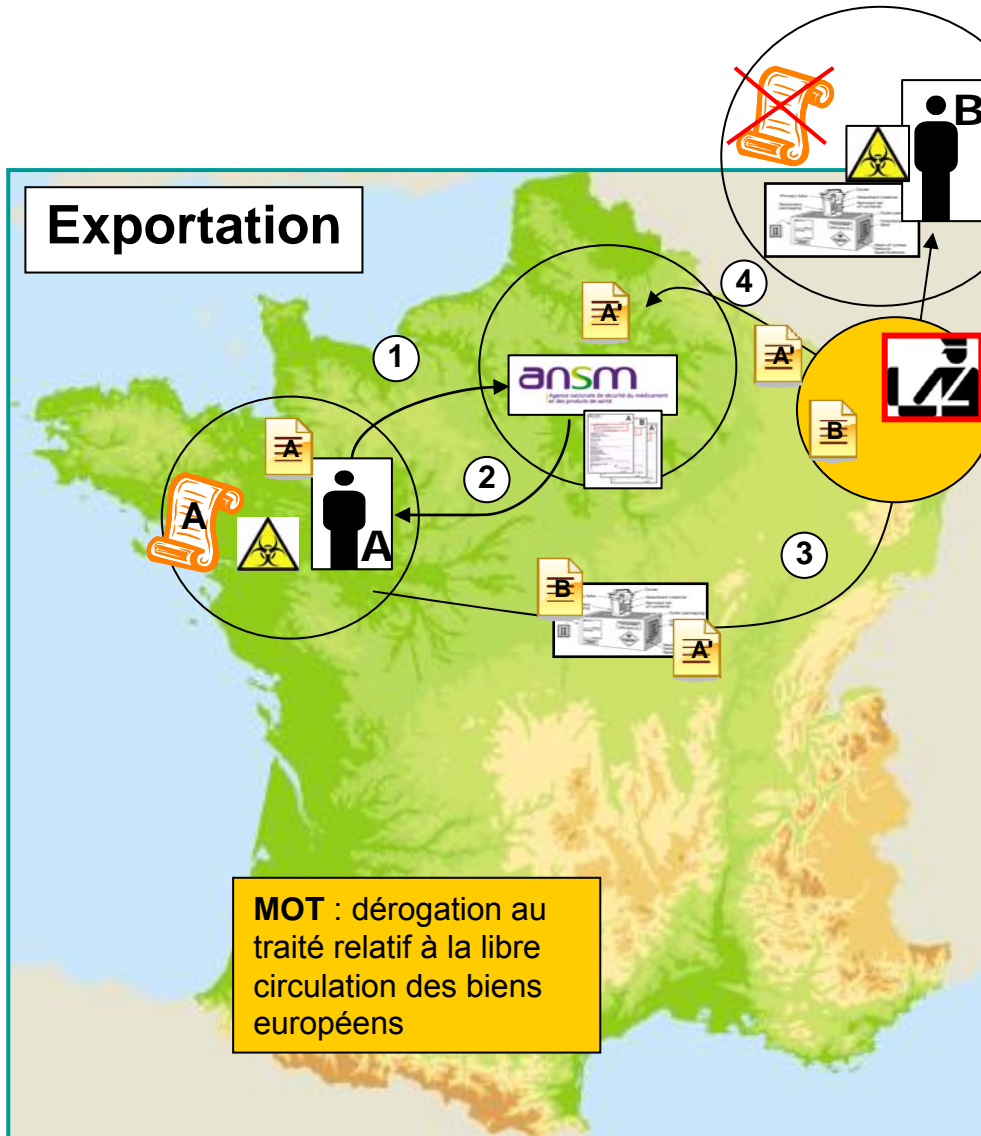 B
Exportation
4
A'
1
A'
ansm
Agence nationale de sécurité du médicament
et des produits de santé
A
B
A
2
A
A
3
B
A'
MOT : dérogation au
traité relatif à la libre
circulation des biens
européens